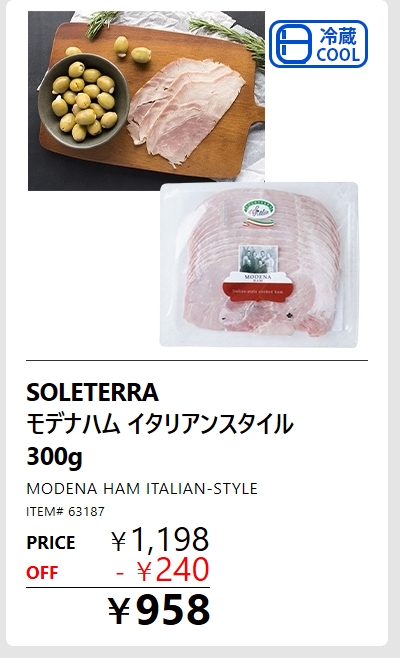 冷蔵
COOL
MODENA
HAM
SOLETERRA
モデナハム イタリアンスタイル
300g
MODENA HAM ITALIAN-STYLE
ITEM# 63187
PRICE ￥1,198
OFF - ￥240
￥958